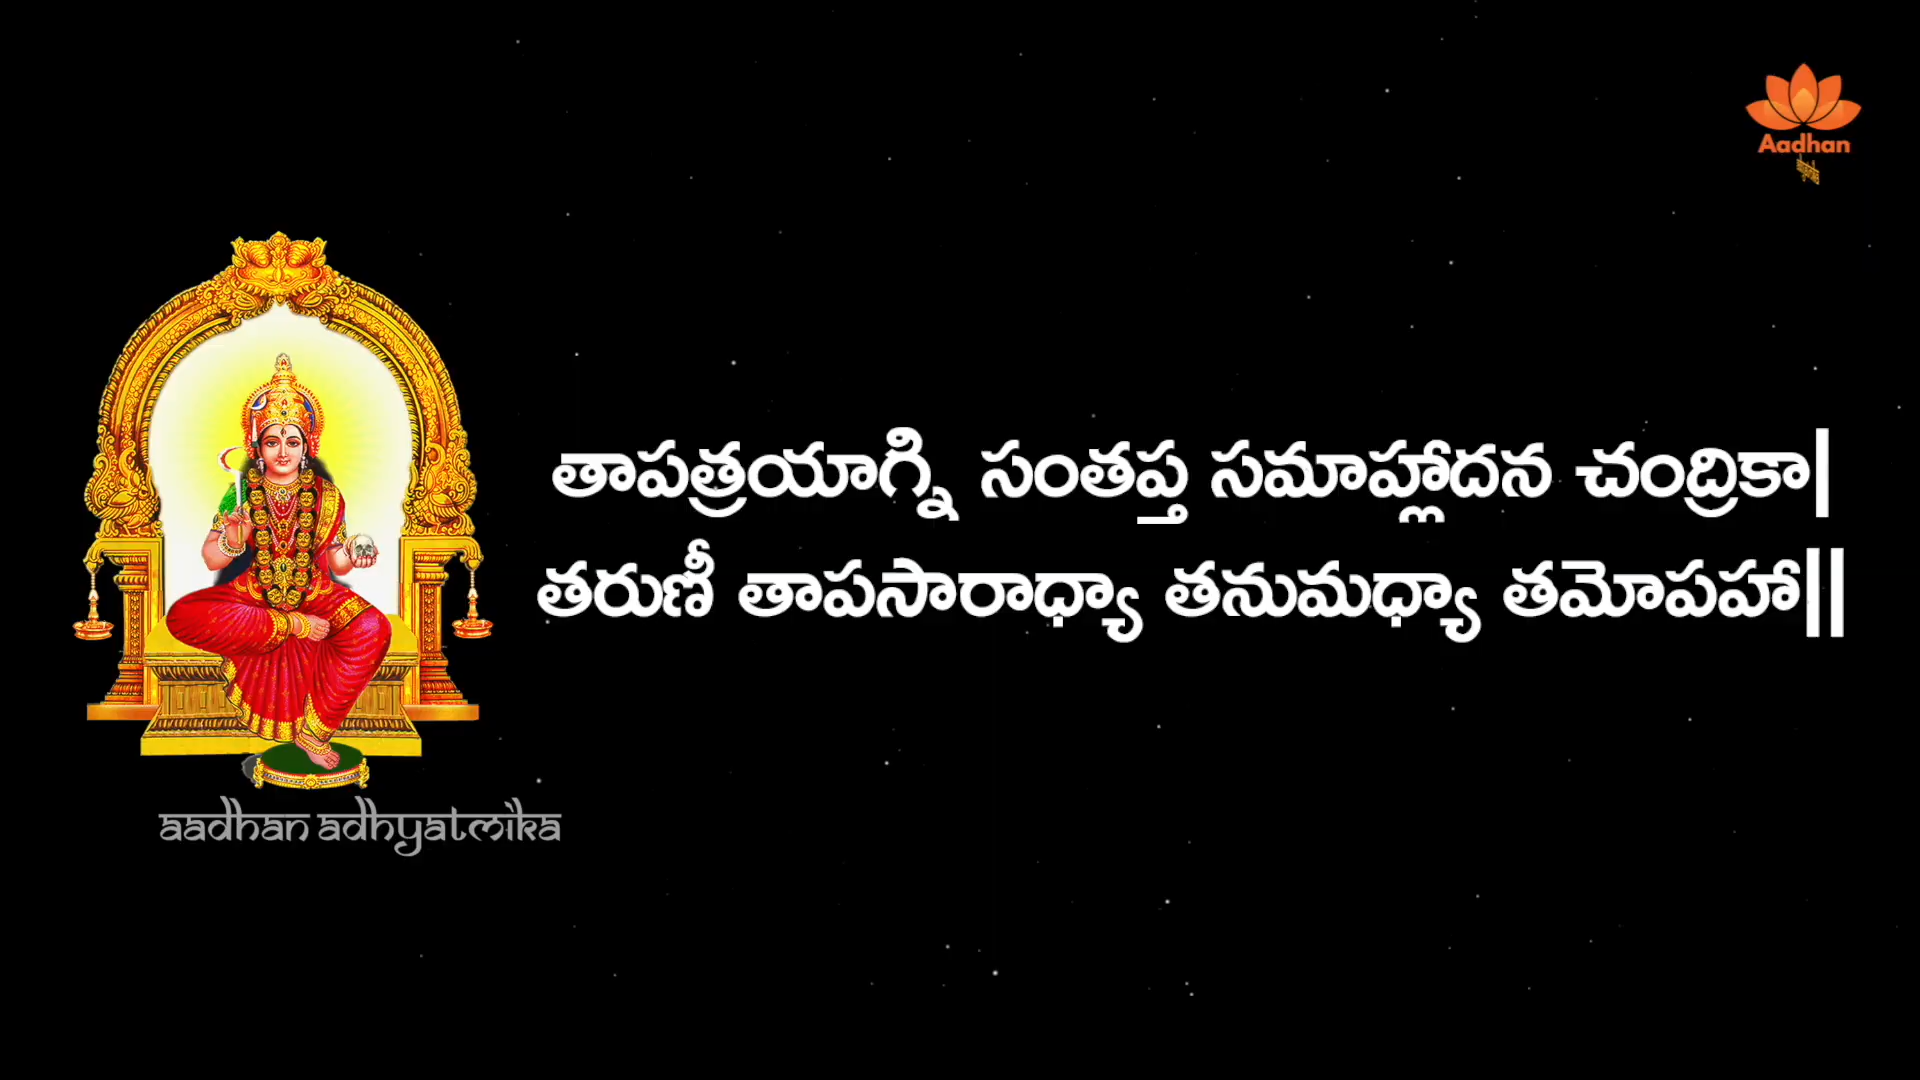 Aadhan
తాపత్రయాగ్ని సంతప్త సమాహ్లాదన చంద్రికా|
తరుణీ తాపసారాధ్యా తనుమధ్యా తమోపహా||
aadhan adhyatmika